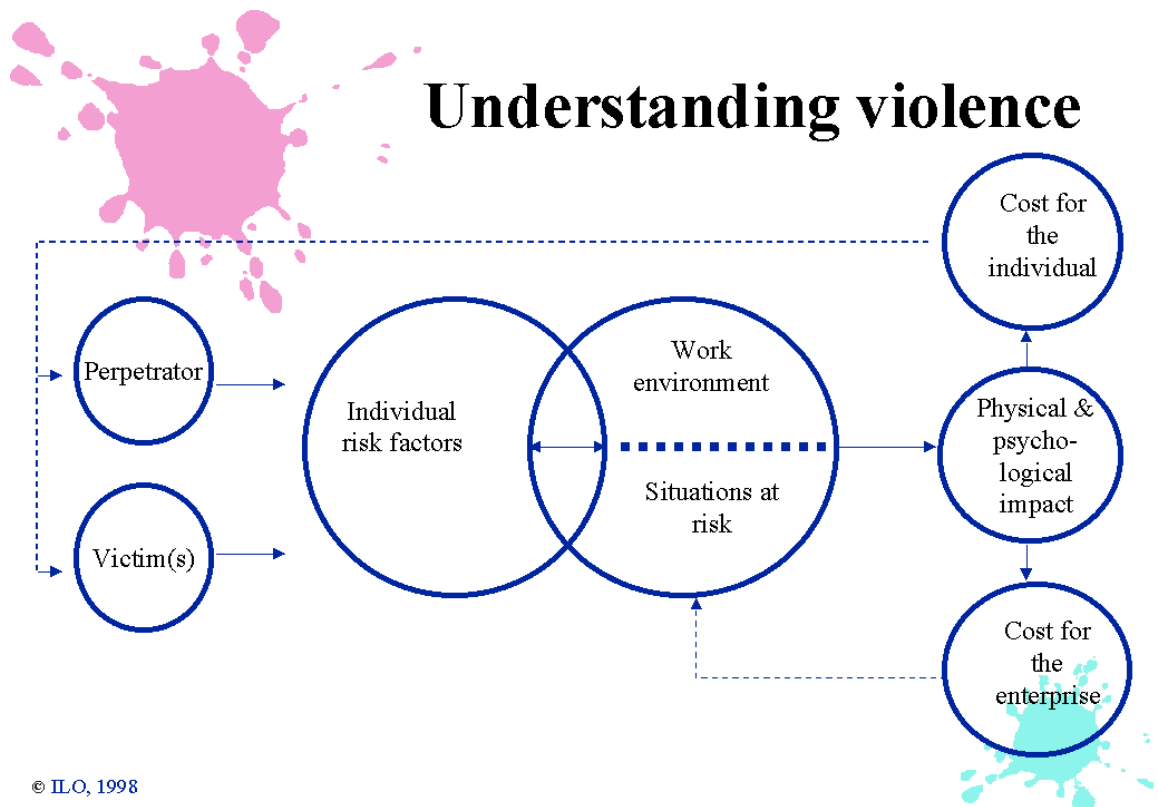 Understanding violence
Cost for
the
individual
Perpetrator
Individual
risk factors
Work
environment
Situations at
risk
Physical &
psycho-
logical
impact
Victim(s)
Cost for
the
enterprise
© ILO, 1998